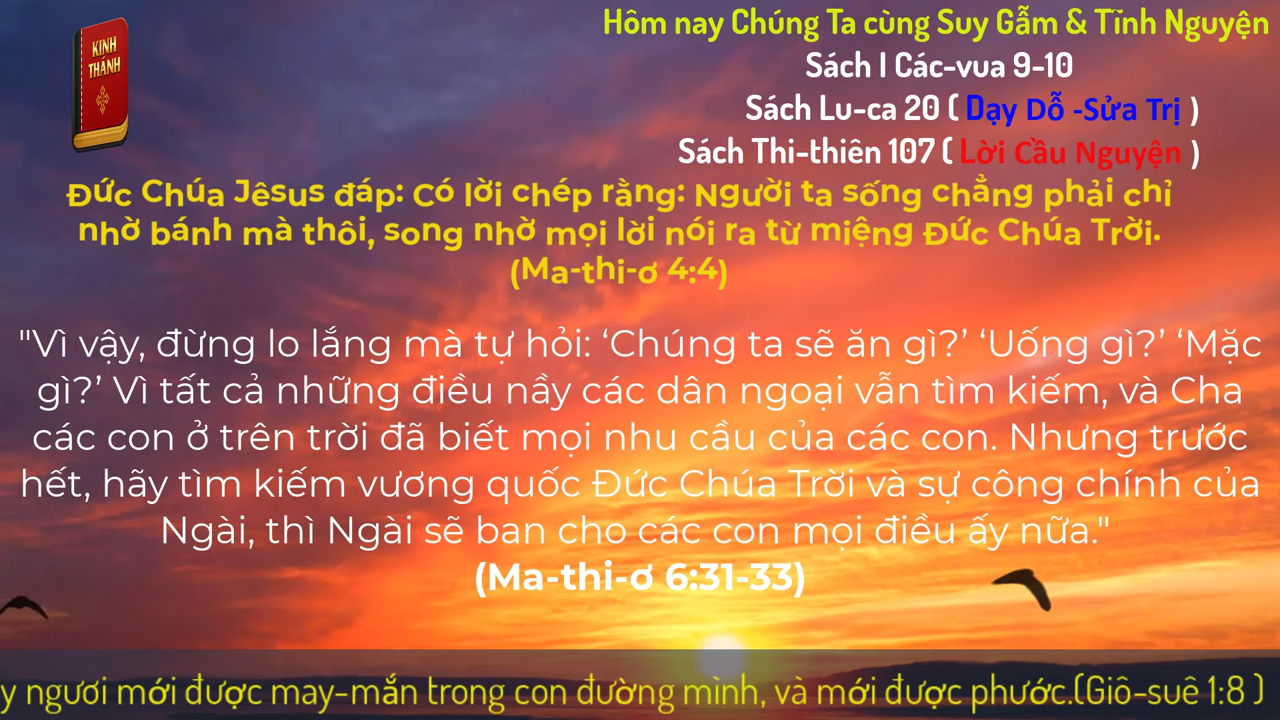 KINH
THÁNH
Hôm nay Chúng Ta cùng Suy Gẫm & Tĩnh Nguyện
Sách I Các-vua 9-10
Sách Lu-ca 20 ( Dạy Dỗ -Sửa Trị )
Sách Thi-thiên 107 ( Lời Cầu Nguyện )
Đức Chúa Jêsus đáp: Có lời chép rằng: Người ta sống chẳng phải chỉ
nhờ bánh mà thôi, song nhờ mọi lời nói ra từ miệng Đức Chúa Trời.
(Ma-thi-ơ 4:4)
"Vì vậy, đừng lo lắng mà tự hỏi: ‘Chúng ta sẽ ăn gì?’ ‘Uống gì?’ ‘Mặc
gì?’ Vì tất cả những điều nầy các dân ngoại vẫn tìm kiếm, và Cha
các con ở trên trời đã biết mọi nhu cầu của các con. Nhưng trước
hết, hãy tìm kiếm vương quốc Đức Chúa Trời và sự công chính của
Ngài, thì Ngài sẽ ban cho các con mọi điều ấy nữa."
(Ma-thi-ơ 6:31-33)
y ngươi mới được may-mắn trong con đường mình, và mới được phước.(Giô-suê 1:8 )